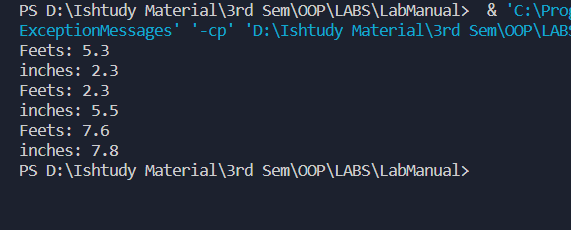 PS D:\Ishtudy Material\3rd Sem\OOP\LABS\LabManual>  & 'C:\Prog
ExceptionMessages' '-cp' 'D:\Ishtudy Material\3rd Sem\OOP\LABS
Feets: 5.3
inches: 2.3
Feets: 2.3
inches: 5.5
Feets: 7.6
inches: 7.8
PS D:\Ishtudy Material\3rd Sem\OOP\LABS\LabManual>